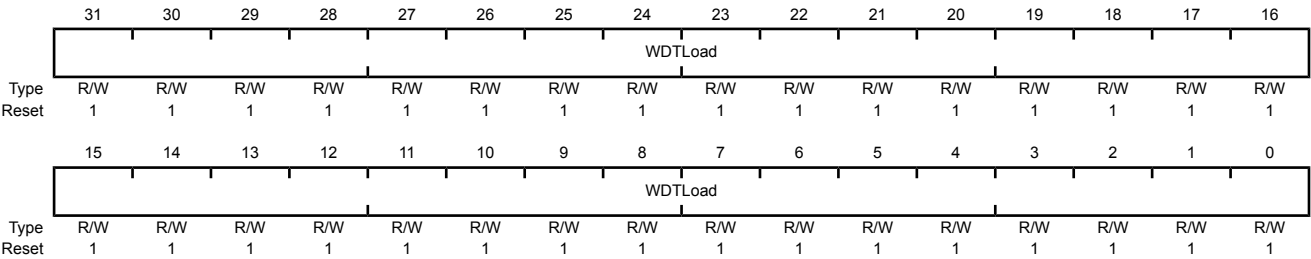 31 30 29 28 27 26 25 24 23 22 21 20 19 18 17 16
WDTLoad
Type R/W R/W R/W R/W R/W R/W R/W R/W R/W R/W R/W R/W R/W R/W R/W R/W
Reset 1 1 1 1 1 1 1 1 1 1 1 1 1 1 1 1
15 14 13 12 11 10 9 8 7 6 5 4 3 2 1 0
WDTLoad
Type R/W R/W R/W R/W R/W R/W R/W R/W R/W R/W R/W R/W R/W R/W R/W R/W
Reset 1 1 1 1 1 1 1 1 1 1 1 1 1 1 1 1